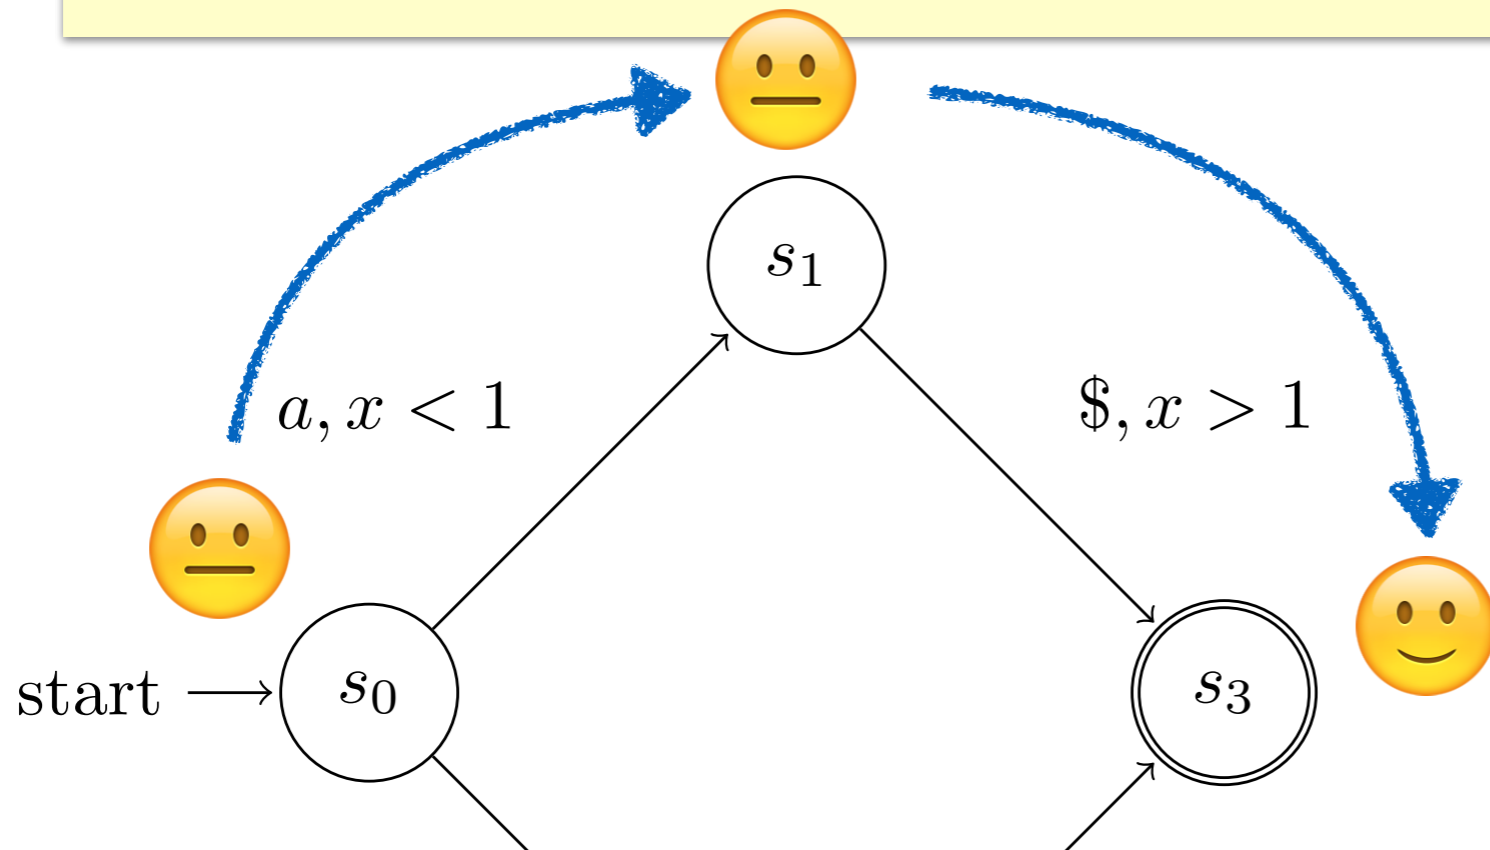 s₁
a, x < 1
$, x > 1
start
s₀
s₃